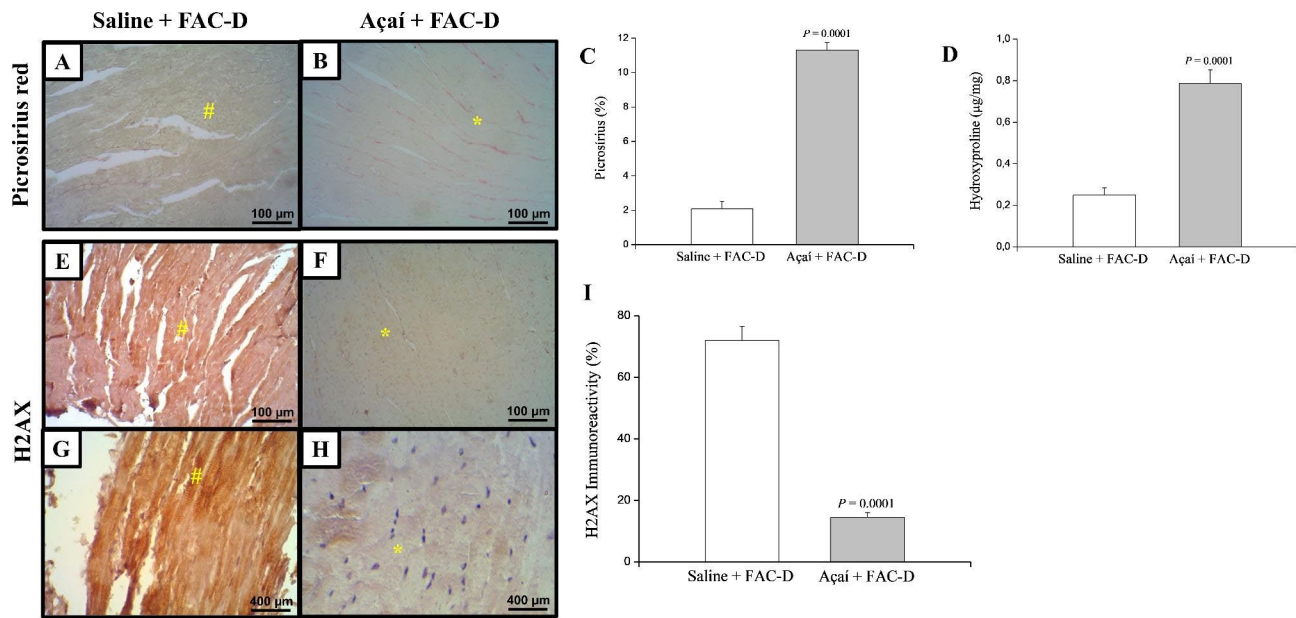 Saline + FAC-D
Açaí + FAC-D
Picrosirius red
A
#
100 µm
B
*
100 µm
C
Picrosirius (%)
12
10
8
6
4
2
0
P = 0.0001
Saline + FAC-D
Açaí + FAC-D
D
Hydroxyproline (µg/mg)
1,0
0,8
0,6
0,4
0,2
0,0
P = 0.0001
Saline + FAC-D
Açaí + FAC-D
H2AX
E
#
100 µm
F
*
100 µm
G
#
400 µm
H
*
400 µm
I
H2AX Immunoreactivity (%)
80
60
40
20
0
P = 0.0001
Saline + FAC-D
Açaí + FAC-D